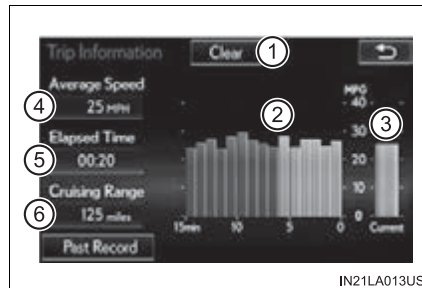 Trip Information
Clear
1
Average Speed
MPG
4
25 MPH
2
40
3
Elapsed Time
30
5
00:20
20
Cruising Range
10
6
125 miles
0
15min
10
5
0
Current
Past Record
IN21LA013US